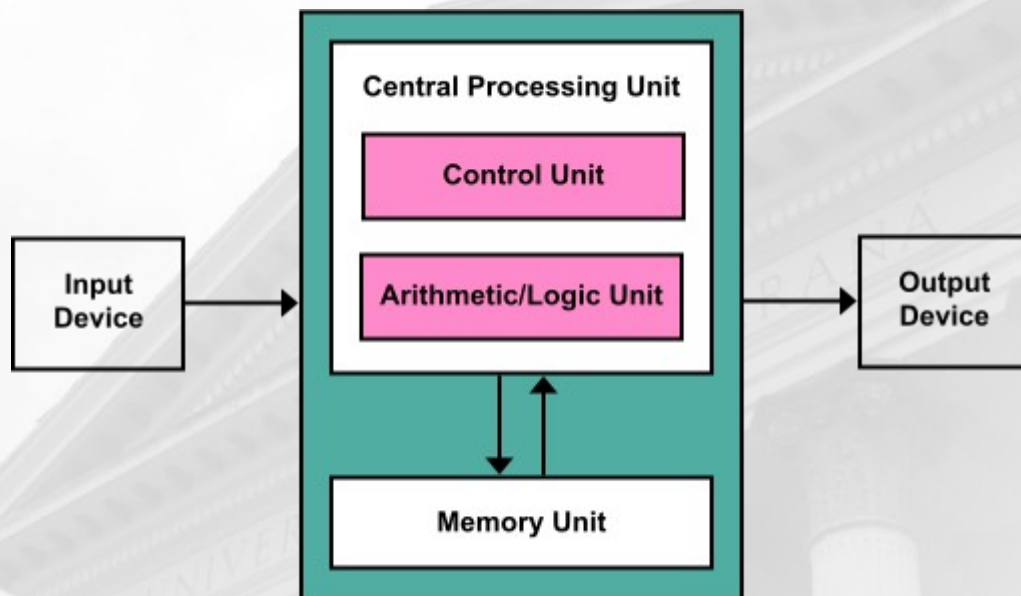 Central Processing Unit
Control Unit
Arithmetic/Logic Unit
Input
Device
Output
Device
Memory Unit